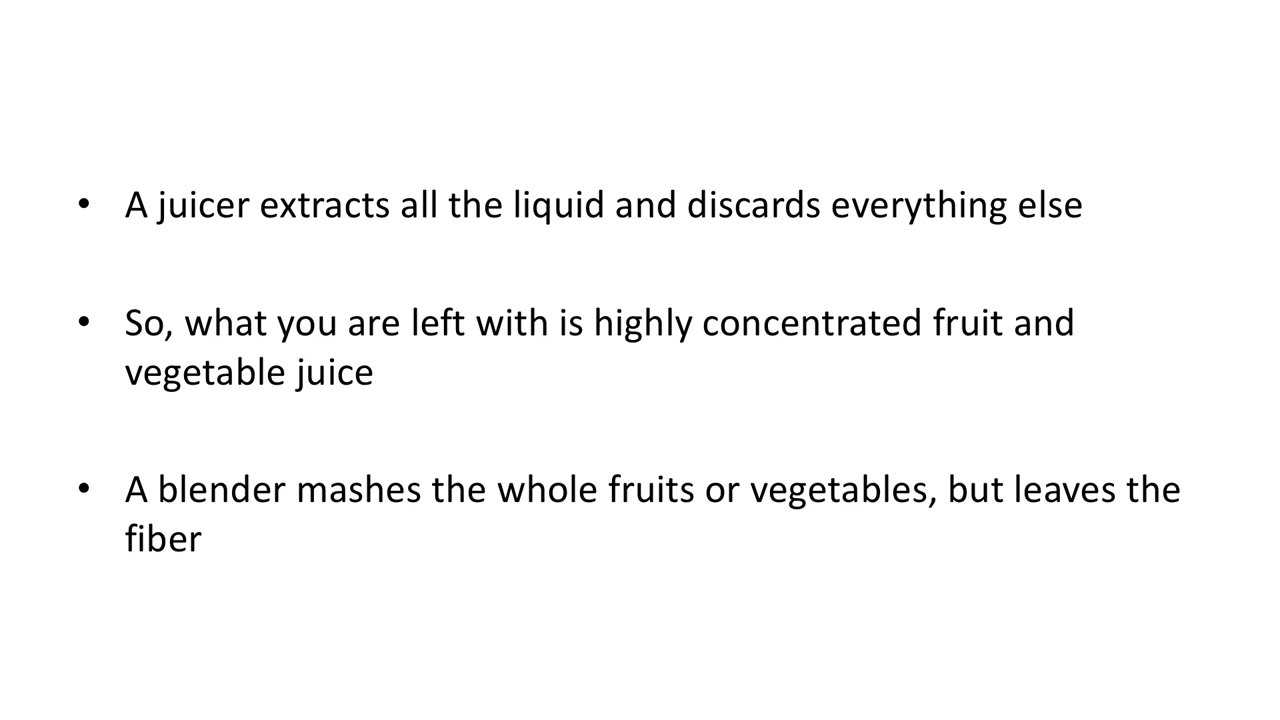 • A juicer extracts all the liquid and discards everything else
• So, what you are left with is highly concentrated fruit and
vegetable juice
• A blender mashes the whole fruits or vegetables, but leaves the
fiber